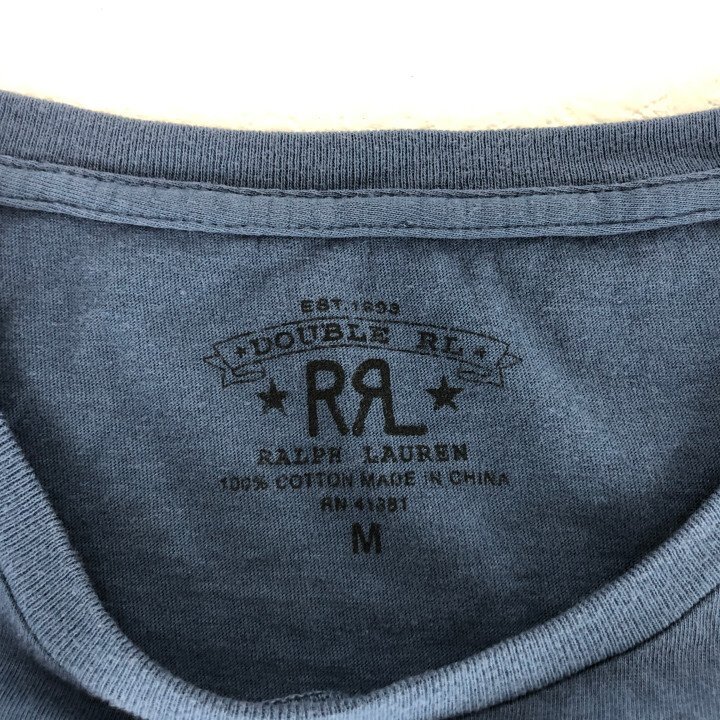 EST. 1993
DOUBLE RL
RRL
RALPH LAUREN
100% COTTON MADE IN CHINA
RN 41381
M